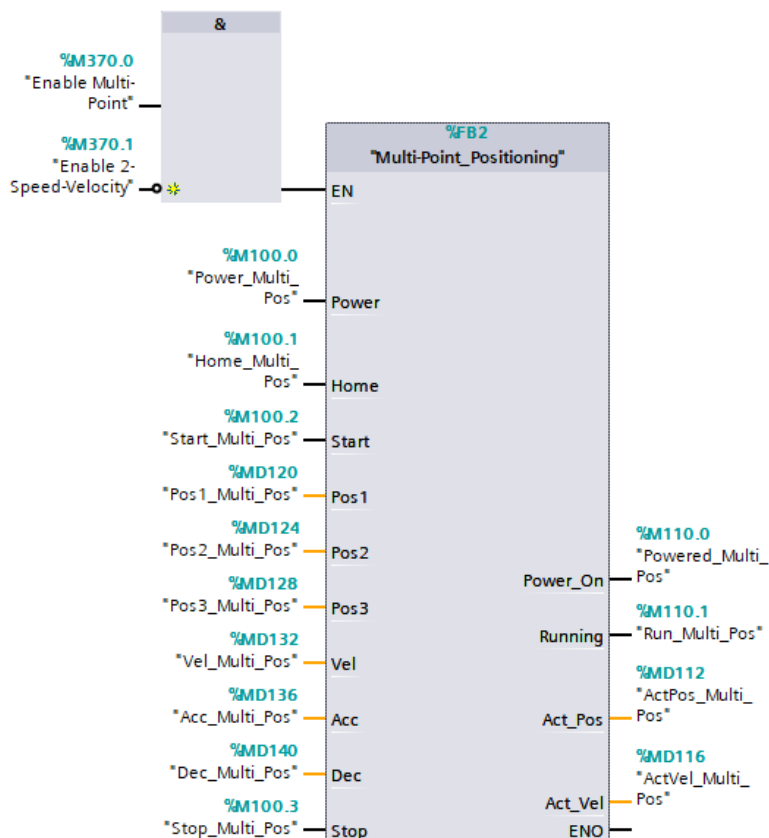 &
%M370.0
"Enable Multi-
Point"
%M370.1
"Enable 2-
Speed-Velocity"
%FB2
"Multi-Point_Positioning"
EN
%M100.0
"Power_Multi_
Pos"
Power
%M100.1
"Home_Multi_
Pos"
Home
%M100.2
"Start_Multi_Pos"
Start
%MD120
"Pos1_Multi_Pos"
Pos1
%MD124
"Pos2_Multi_Pos"
Pos2
%MD128
"Pos3_Multi_Pos"
Pos3
%MD132
"Vel_Multi_Pos"
Vel
%MD136
"Acc_Multi_Pos"
Acc
%MD140
"Dec_Multi_Pos"
Dec
%M100.3
"Stop_Multi_Pos"
Stop
%M110.0
"Powered_Multi_
Pos"
Power_On
%M110.1
"Run_Multi_Pos"
Running
%MD112
"ActPos_Multi_
Pos"
Act_Pos
%MD116
"ActVel_Multi_
Pos"
Act_Vel
ENO